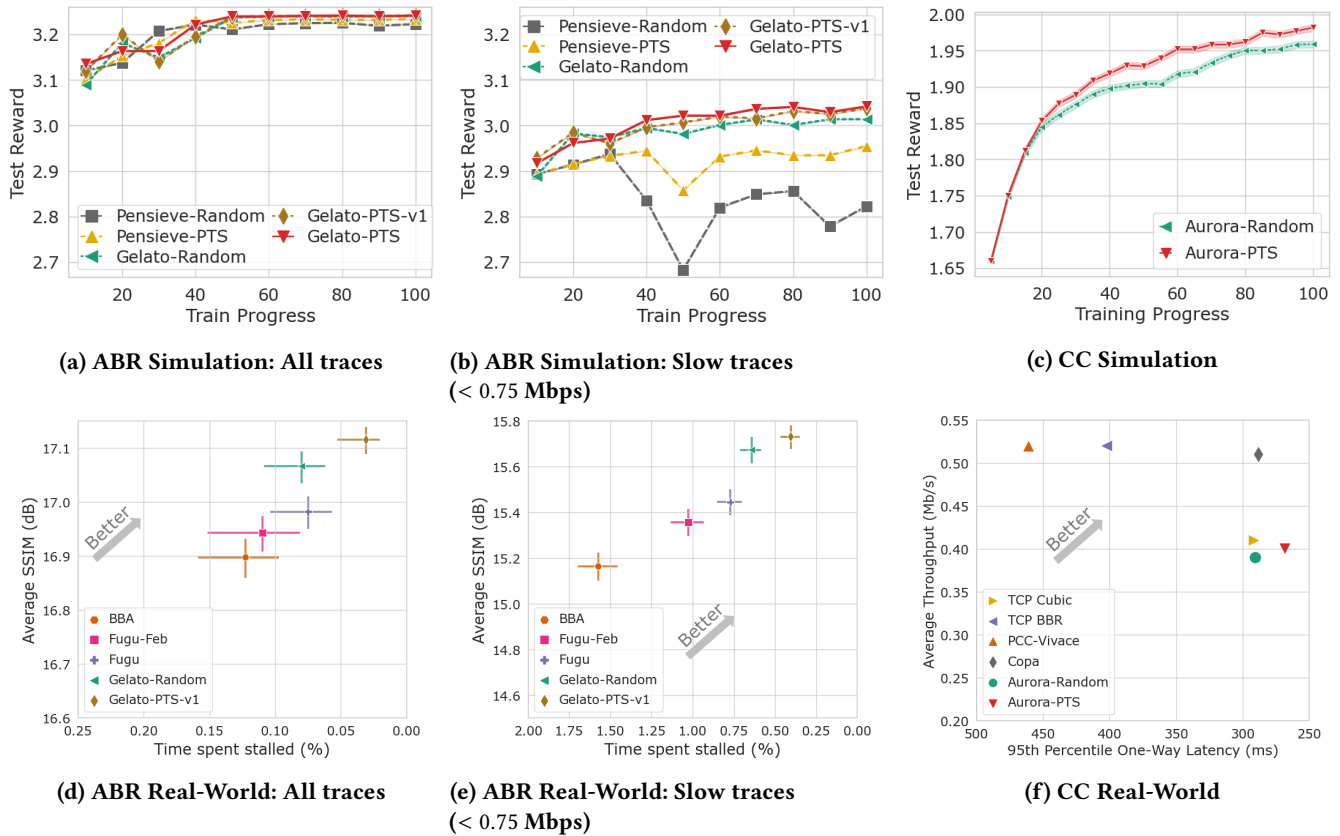 3.2
3.1
3.0
2.9
2.8
2.7
Test Reward
Pensieve-Random
Pensieve-PTS
Gelato-Random
Gelato-PTS-v1
Gelato-PTS
20 40 60 80 100
Train Progress
(a) ABR Simulation: All traces
3.2
3.1
3.0
2.9
2.8
2.7
Test Reward
Pensieve-Random
Pensieve-PTS
Gelato-Random
Gelato-PTS-v1
Gelato-PTS
20 40 60 80 100
Train Progress
(b) ABR Simulation: Slow traces
(< 0.75 Mbps)
2.00
1.95
1.90
1.85
1.80
1.75
1.70
1.65
Test Reward
Aurora-Random
Aurora-PTS
20 40 60 80 100
Training Progress
(c) CC Simulation
17.1
17.0
16.9
16.8
16.7
16.6
Average SSIM (dB)
Better
BBA
Fugu-Feb
Fugu
Gelato-Random
Gelato-PTS-v1
0.25 0.20 0.15 0.10 0.05 0.00
Time spent stalled (%)
(d) ABR Real-World: All traces
15.8
15.6
15.4
15.2
15.0
14.8
14.6
Average SSIM (dB)
Better
BBA
Fugu-Feb
Fugu
Gelato-Random
Gelato-PTS-v1
2.00 1.75 1.50 1.25 1.00 0.75 0.50 0.25 0.00
Time spent stalled (%)
(e) ABR Real-World: Slow traces
(< 0.75 Mbps)
0.55
0.50
0.45
0.40
0.35
0.30
0.25
0.20
Average Throughput (Mb/s)
Better
TCP Cubic
TCP BBR
PCC-Vivace
Copa
Aurora-Random
Aurora-PTS
500 450 400 350 300 250
95th Percentile One-Way Latency (ms)
(f) CC Real-World